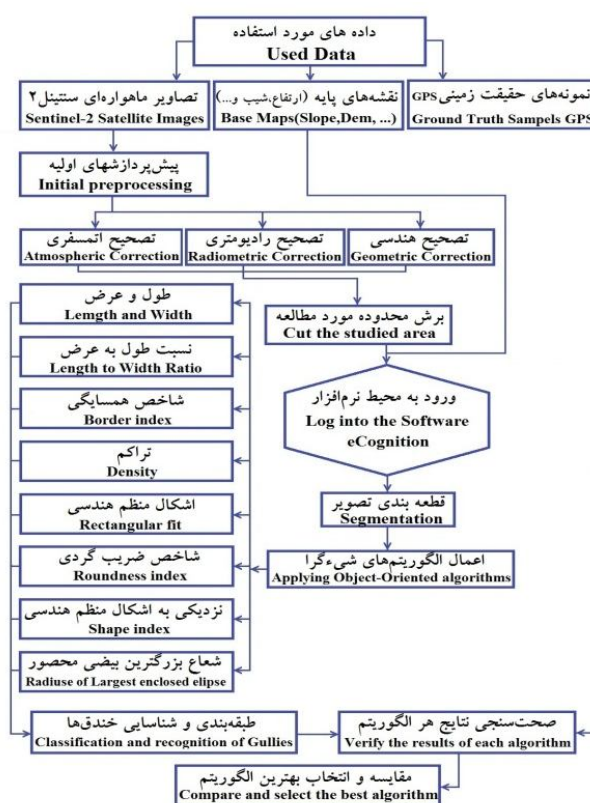 داده های مورد استفاده
Used Data
تصاویر ماهواره‌ای سنتینل۲
Sentinel-2 Satellite Images
نقشه‌های پایه (ارتفاع،شیب و...)
Base Maps(Slope,Dem, ...)
نمونه‌های حقیقت زمینیGPS
Ground Truth Sampels GPS
پیش‌پردازشهای اولیه
Initial preprocessing
تصحیح اتمسفری
Atmospheric Correction
تصحیح رادیومتری
Radiometric Correction
تصحیح هندسی
Geometric Correction
برش محدوده مورد مطالعه
Cut the studied area
ورود به محیط نرم‌افزار
Log into the Software
eCognition
قطعه بندی تصویر
Segmentation
اعمال الگوریتم‌های شیءگرا
Applying Object-Oriented algorithms
طول و عرض
Lemgth and Width
نسبت طول به عرض
Length to Width Ratio
شاخص همسایگی
Border index
تراکم
Density
اشکال منظم هندسی
Rectangular fit
شاخص ضریب گردی
Roundness index
نزدیکی به اشکال منظم هندسی
Shape index
شعاع بزرگترین بیضی محصور
Radiuse of Largest enclosed elipse
طبقه‌بندی و شناسایی خندق‌ها
Classification and recognition of Gullies
صحت‌سنجی نتایج هر الگوریتم
Verify the results of each algorithm
مقایسه و انتخاب بهترین الگوریتم
Compare and select the best algorithm